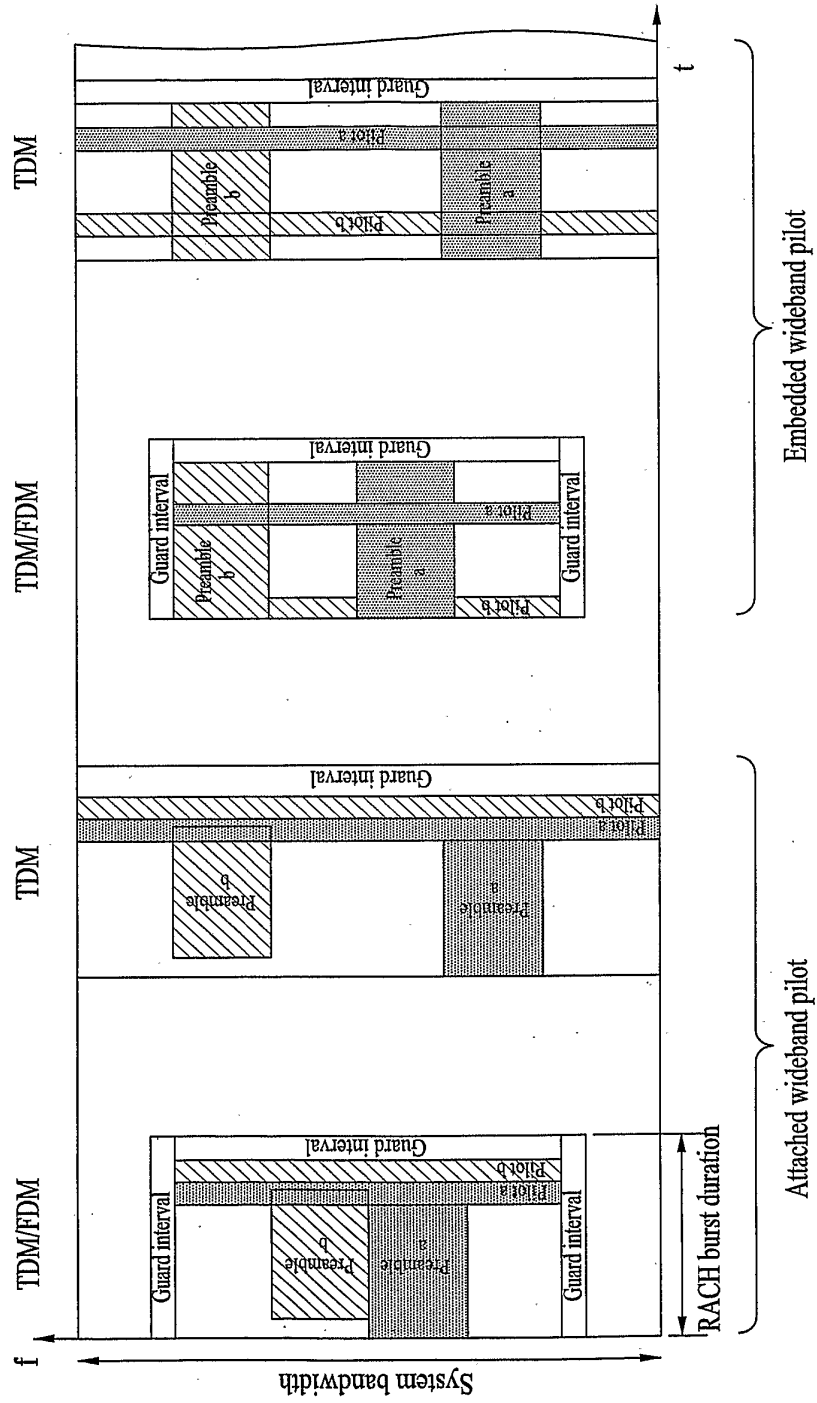 TDM/FDM
TDM
TDM/FDM
TDM
f
System bandwidth
Guard interval
Preamble
b
Preamble
a
Pilot a
Pilot b
Guard interval
Guard interval
RACH burst duration
Preamble
b
Preamble
a
Pilot a
Pilot b
Guard interval
Guard interval
Preamble
b
Preamble
a
Pilot b
Pilot a
Guard interval
Guard interval
Preamble
b
Pilot b
Preamble
a
Pilot a
Guard interval
t
Attached wideband pilot
Embedded wideband pilot